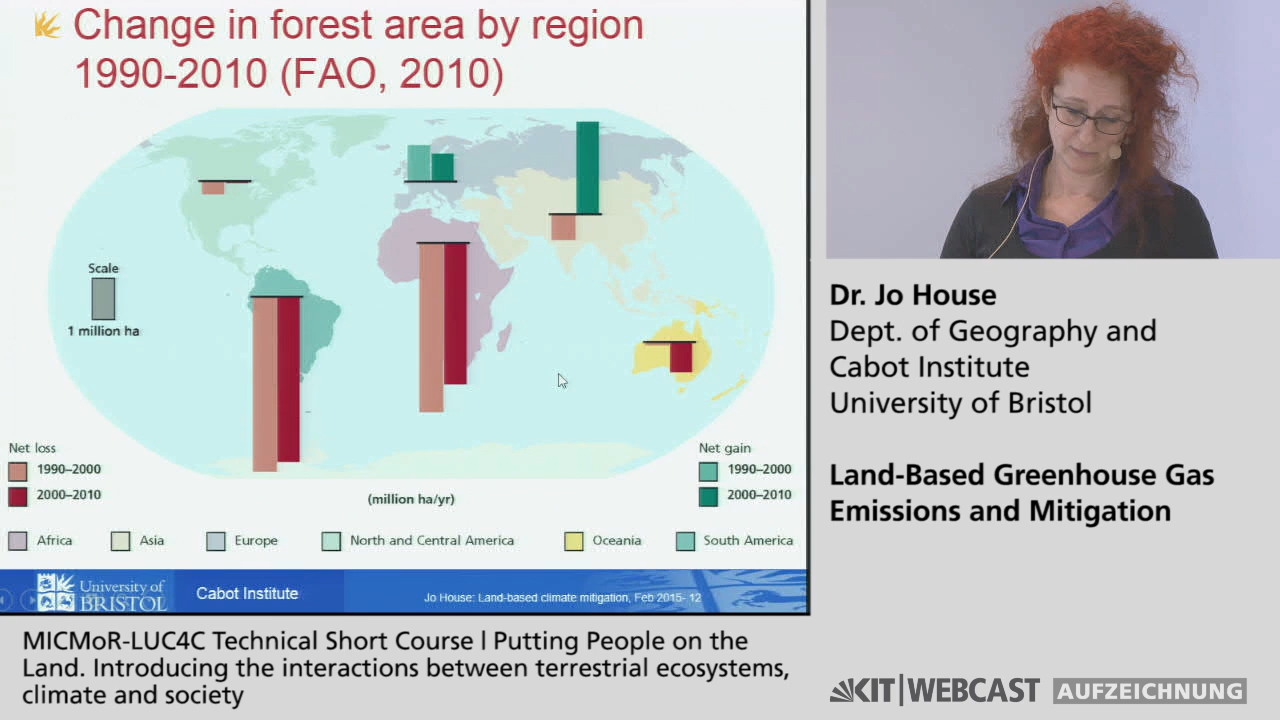 Change in forest area by region
1990-2010 (FAO, 2010)
Scale
1 million ha
Net loss
1990–2000
2000–2010
(million ha/yr)
Net gain
1990–2000
2000–2010
Africa
Asia
Europe
North and Central America
Oceania
South America
University of
BRISTOL
Cabot Institute
Jo House: Land-based climate mitigation, Feb 2015- 12
Dr. Jo House
Dept. of Geography and
Cabot Institute
University of Bristol
Land-Based Greenhouse Gas
Emissions and Mitigation
MICMoR-LUC4C Technical Short Course | Putting People on the
Land. Introducing the interactions between terrestrial ecosystems,
climate and society
KIT|WEBCAST AUFZEICHNUNG